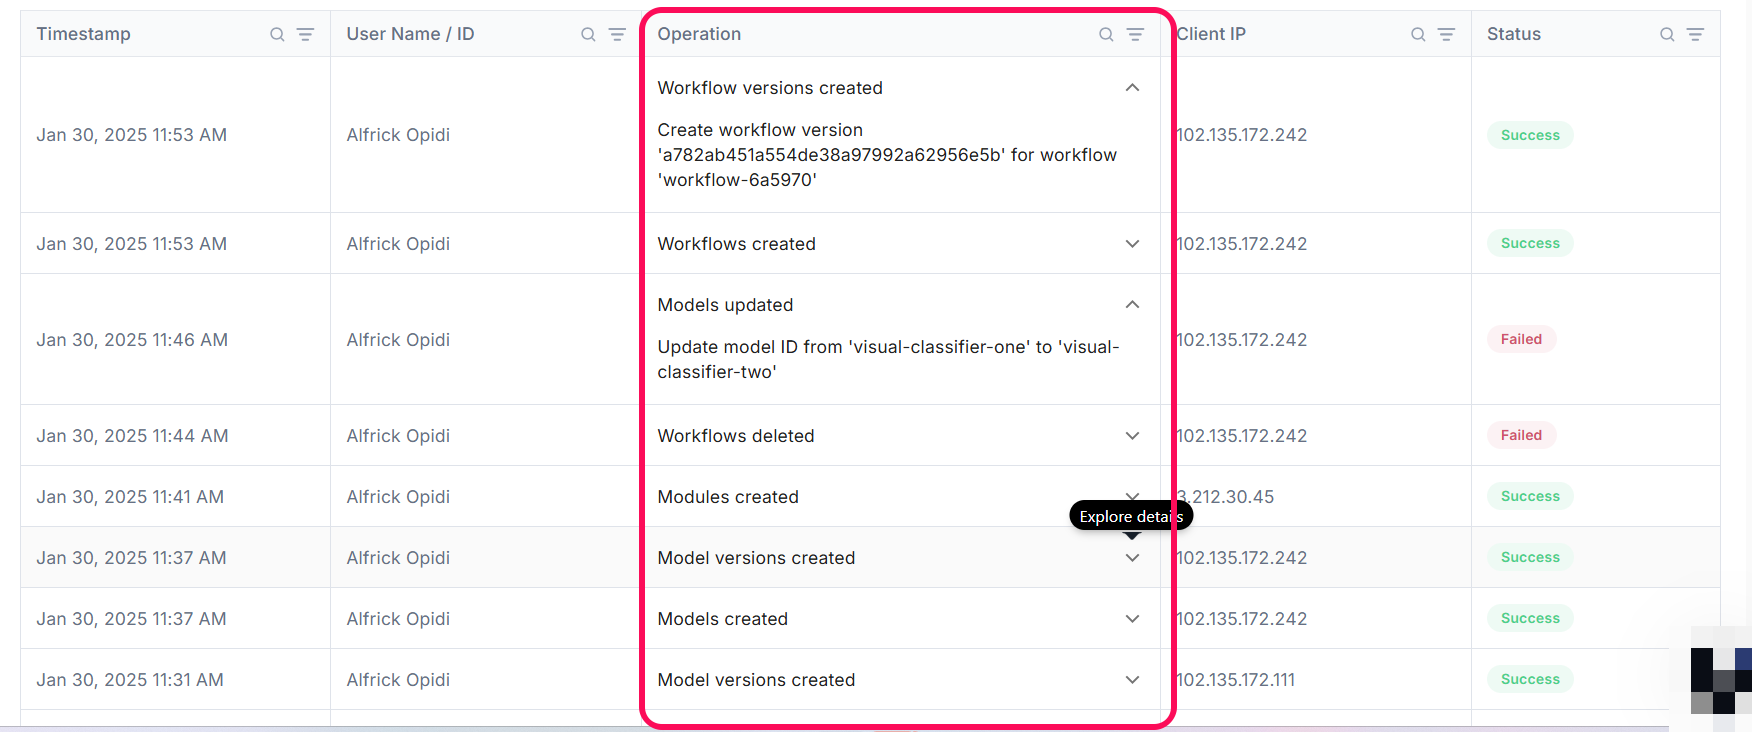 Timestamp User Name / ID Operation Client IP Status
Workflow versions created
Jan 30, 2025 11:53 AM Alfrick Opidi Create workflow version 102.135.172.242 Success
'a782ab451a554de38a97992a62956e5b' for workflow
'workflow-6a5970'
Jan 30, 2025 11:53 AM Alfrick Opidi Workflows created 102.135.172.242 Success
Models updated
Jan 30, 2025 11:46 AM Alfrick Opidi Update model ID from 'visual-classifier-one' to 'visual- 102.135.172.242 Failed
classifier-two'
Jan 30, 2025 11:44 AM Alfrick Opidi Workflows deleted 102.135.172.242 Failed
Jan 30, 2025 11:41 AM Alfrick Opidi Modules created 3.212.30.45 Success
Explore details
Jan 30, 2025 11:37 AM Alfrick Opidi Model versions created 102.135.172.242 Success
Jan 30, 2025 11:37 AM Alfrick Opidi Models created 102.135.172.242 Success
Jan 30, 2025 11:31 AM Alfrick Opidi Model versions created 102.135.172.111 Success